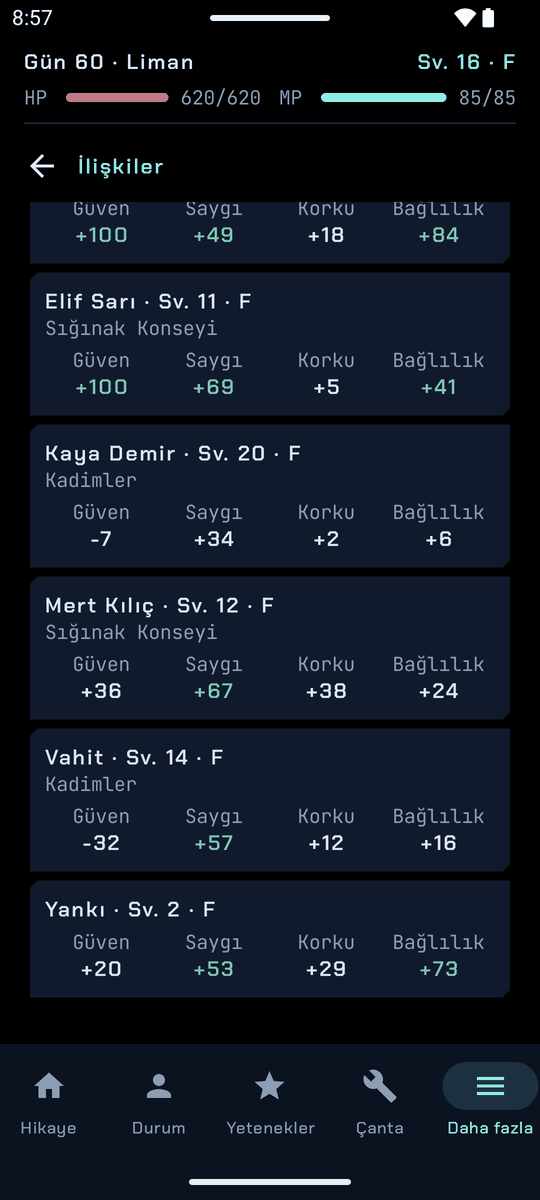 8:57
Gün 60 · Liman Sv. 16 · F
HP 620/620 MP 85/85
İlişkiler
Güven Saygı Korku Bağlılık
+100 +49 +18 +84
Elif Sarı · Sv. 11 · F
Sığınak Konseyi
Güven Saygı Korku Bağlılık
+100 +69 +5 +41
Kaya Demir · Sv. 20 · F
Kadimler
Güven Saygı Korku Bağlılık
-7 +34 +2 +6
Mert Kılıç · Sv. 12 · F
Sığınak Konseyi
Güven Saygı Korku Bağlılık
+36 +67 +38 +24
Vahit · Sv. 14 · F
Kadimler
Güven Saygı Korku Bağlılık
-32 +57 +12 +16
Yankı · Sv. 2 · F
Güven Saygı Korku Bağlılık
+20 +53 +29 +73
Hikaye Durum Yetenekler Çanta Daha fazla